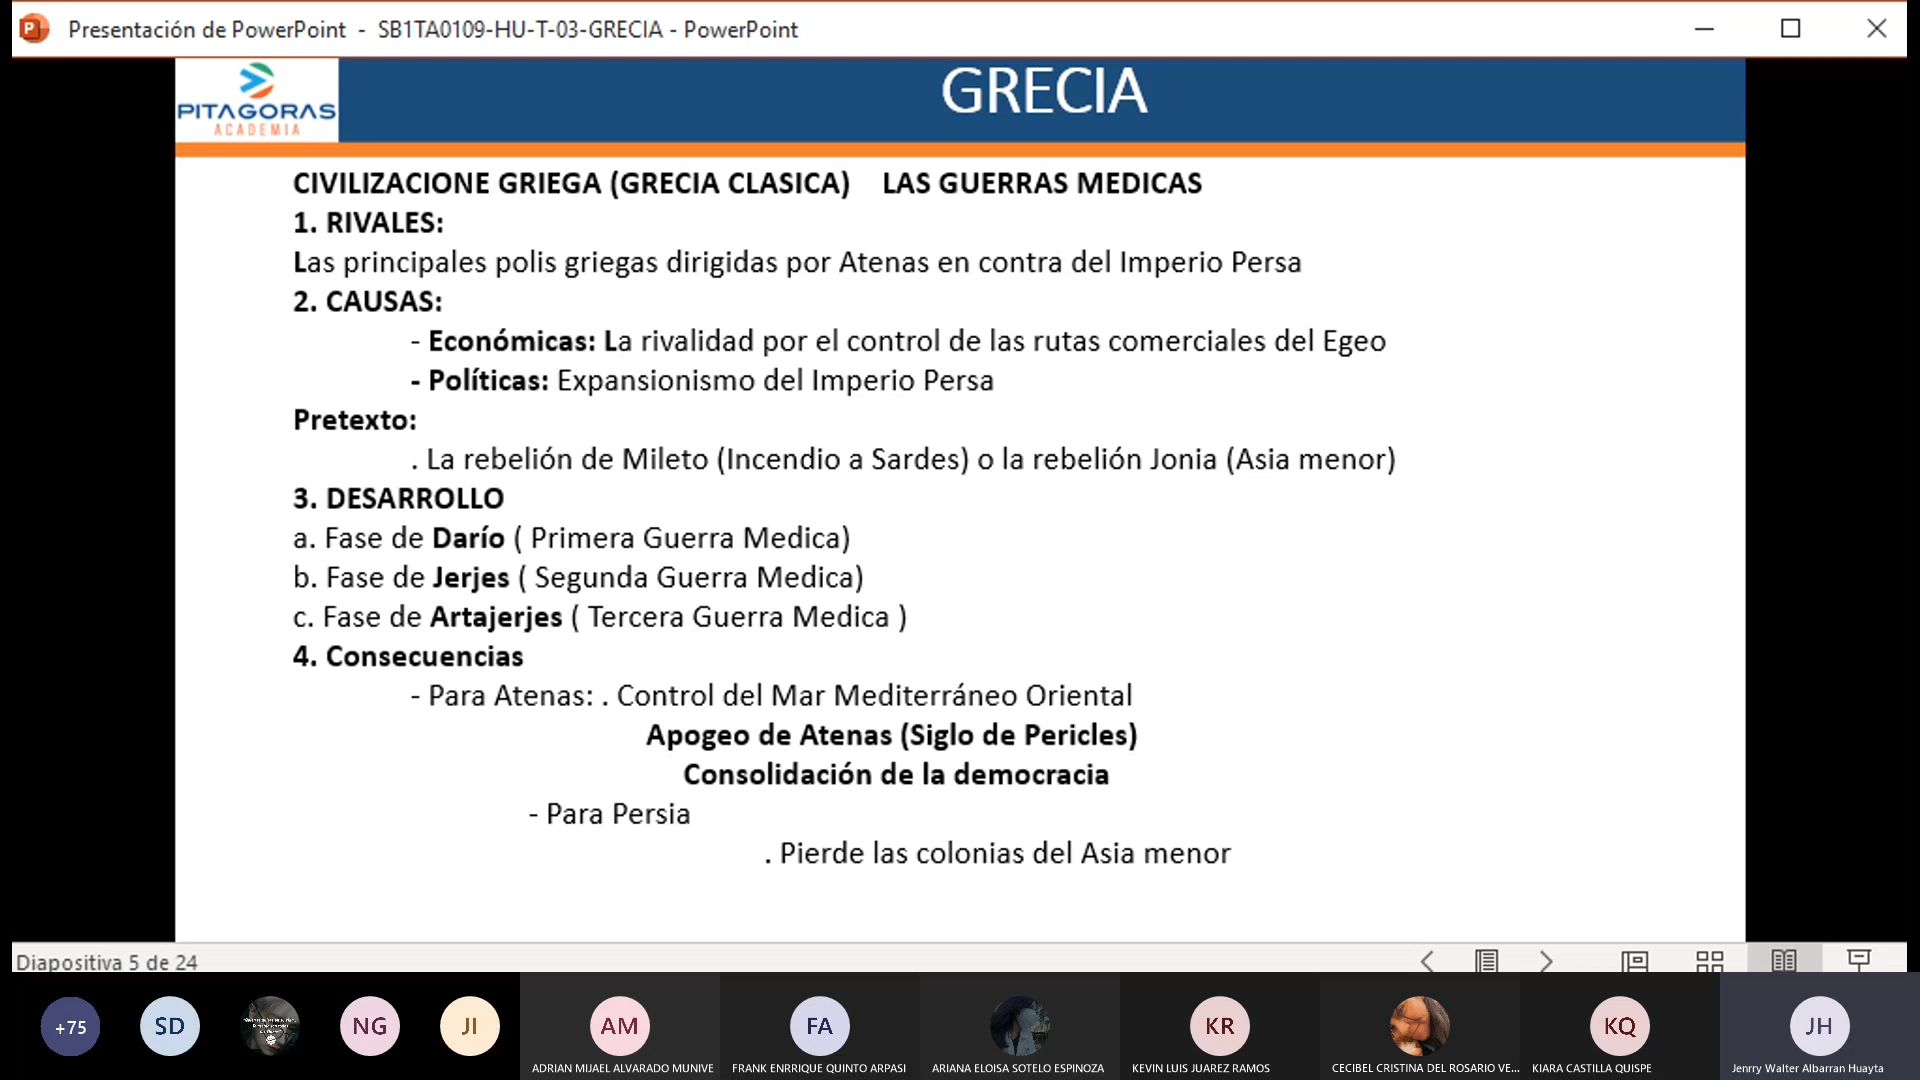 Presentación de PowerPoint - SB1TA0109-HU-T-03-GRECIA - PowerPoint
PITAGORAS
ACADEMIA
GRECIA
CIVILIZACIONE GRIEGA (GRECIA CLASICA) LAS GUERRAS MEDICAS
1. RIVALES:
Las principales polis griegas dirigidas por Atenas en contra del Imperio Persa
2. CAUSAS:
- Económicas: La rivalidad por el control de las rutas comerciales del Egeo
- Políticas: Expansionismo del Imperio Persa
Pretexto:
. La rebelión de Mileto (Incendio a Sardes) o la rebelión Jonia (Asia menor)
3. DESARROLLO
a. Fase de Darío ( Primera Guerra Medica)
b. Fase de Jerjes ( Segunda Guerra Medica)
c. Fase de Artajerjes ( Tercera Guerra Medica )
4. Consecuencias
- Para Atenas: . Control del Mar Mediterráneo Oriental
Apogeo de Atenas (Siglo de Pericles)
Consolidación de la democracia
- Para Persia
. Pierde las colonias del Asia menor
Diapositiva 5 de 24
+75 SD NG JI AM FA KR KQ JH
ADRIAN MIJAEL ALVARADO MUNIVE FRANK ENRRIQUE QUINTO ARPASI ARIANA ELOISA SOTELO ESPINOZA KEVIN LUIS JUAREZ RAMOS CECIBEL CRISTINA DEL ROSARIO VE... KIARA CASTILLA QUISPE Jenrry Walter Albarran Huayta